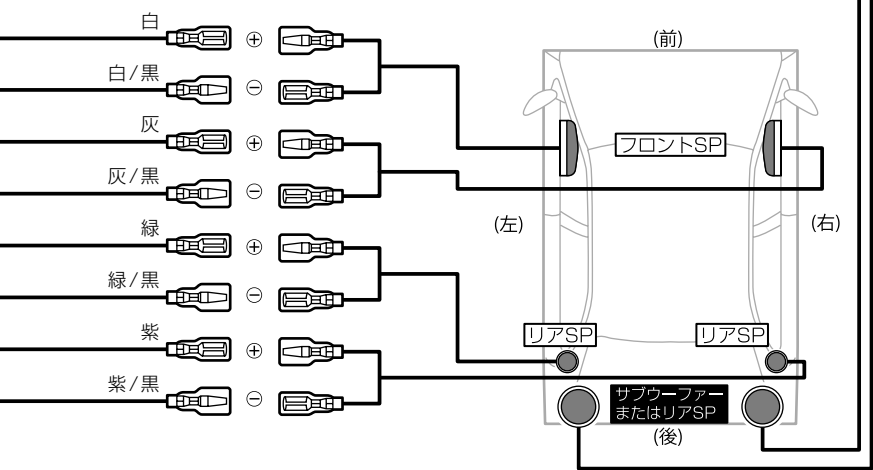 白
⊕
白/黒
⊖
灰
⊕
灰/黒
⊖
緑
⊕
緑/黒
⊖
紫
⊕
紫/黒
⊖
(前)
フロントSP
(左)
(右)
リアSP
リアSP
サブウーファー
またはリアSP
(後)